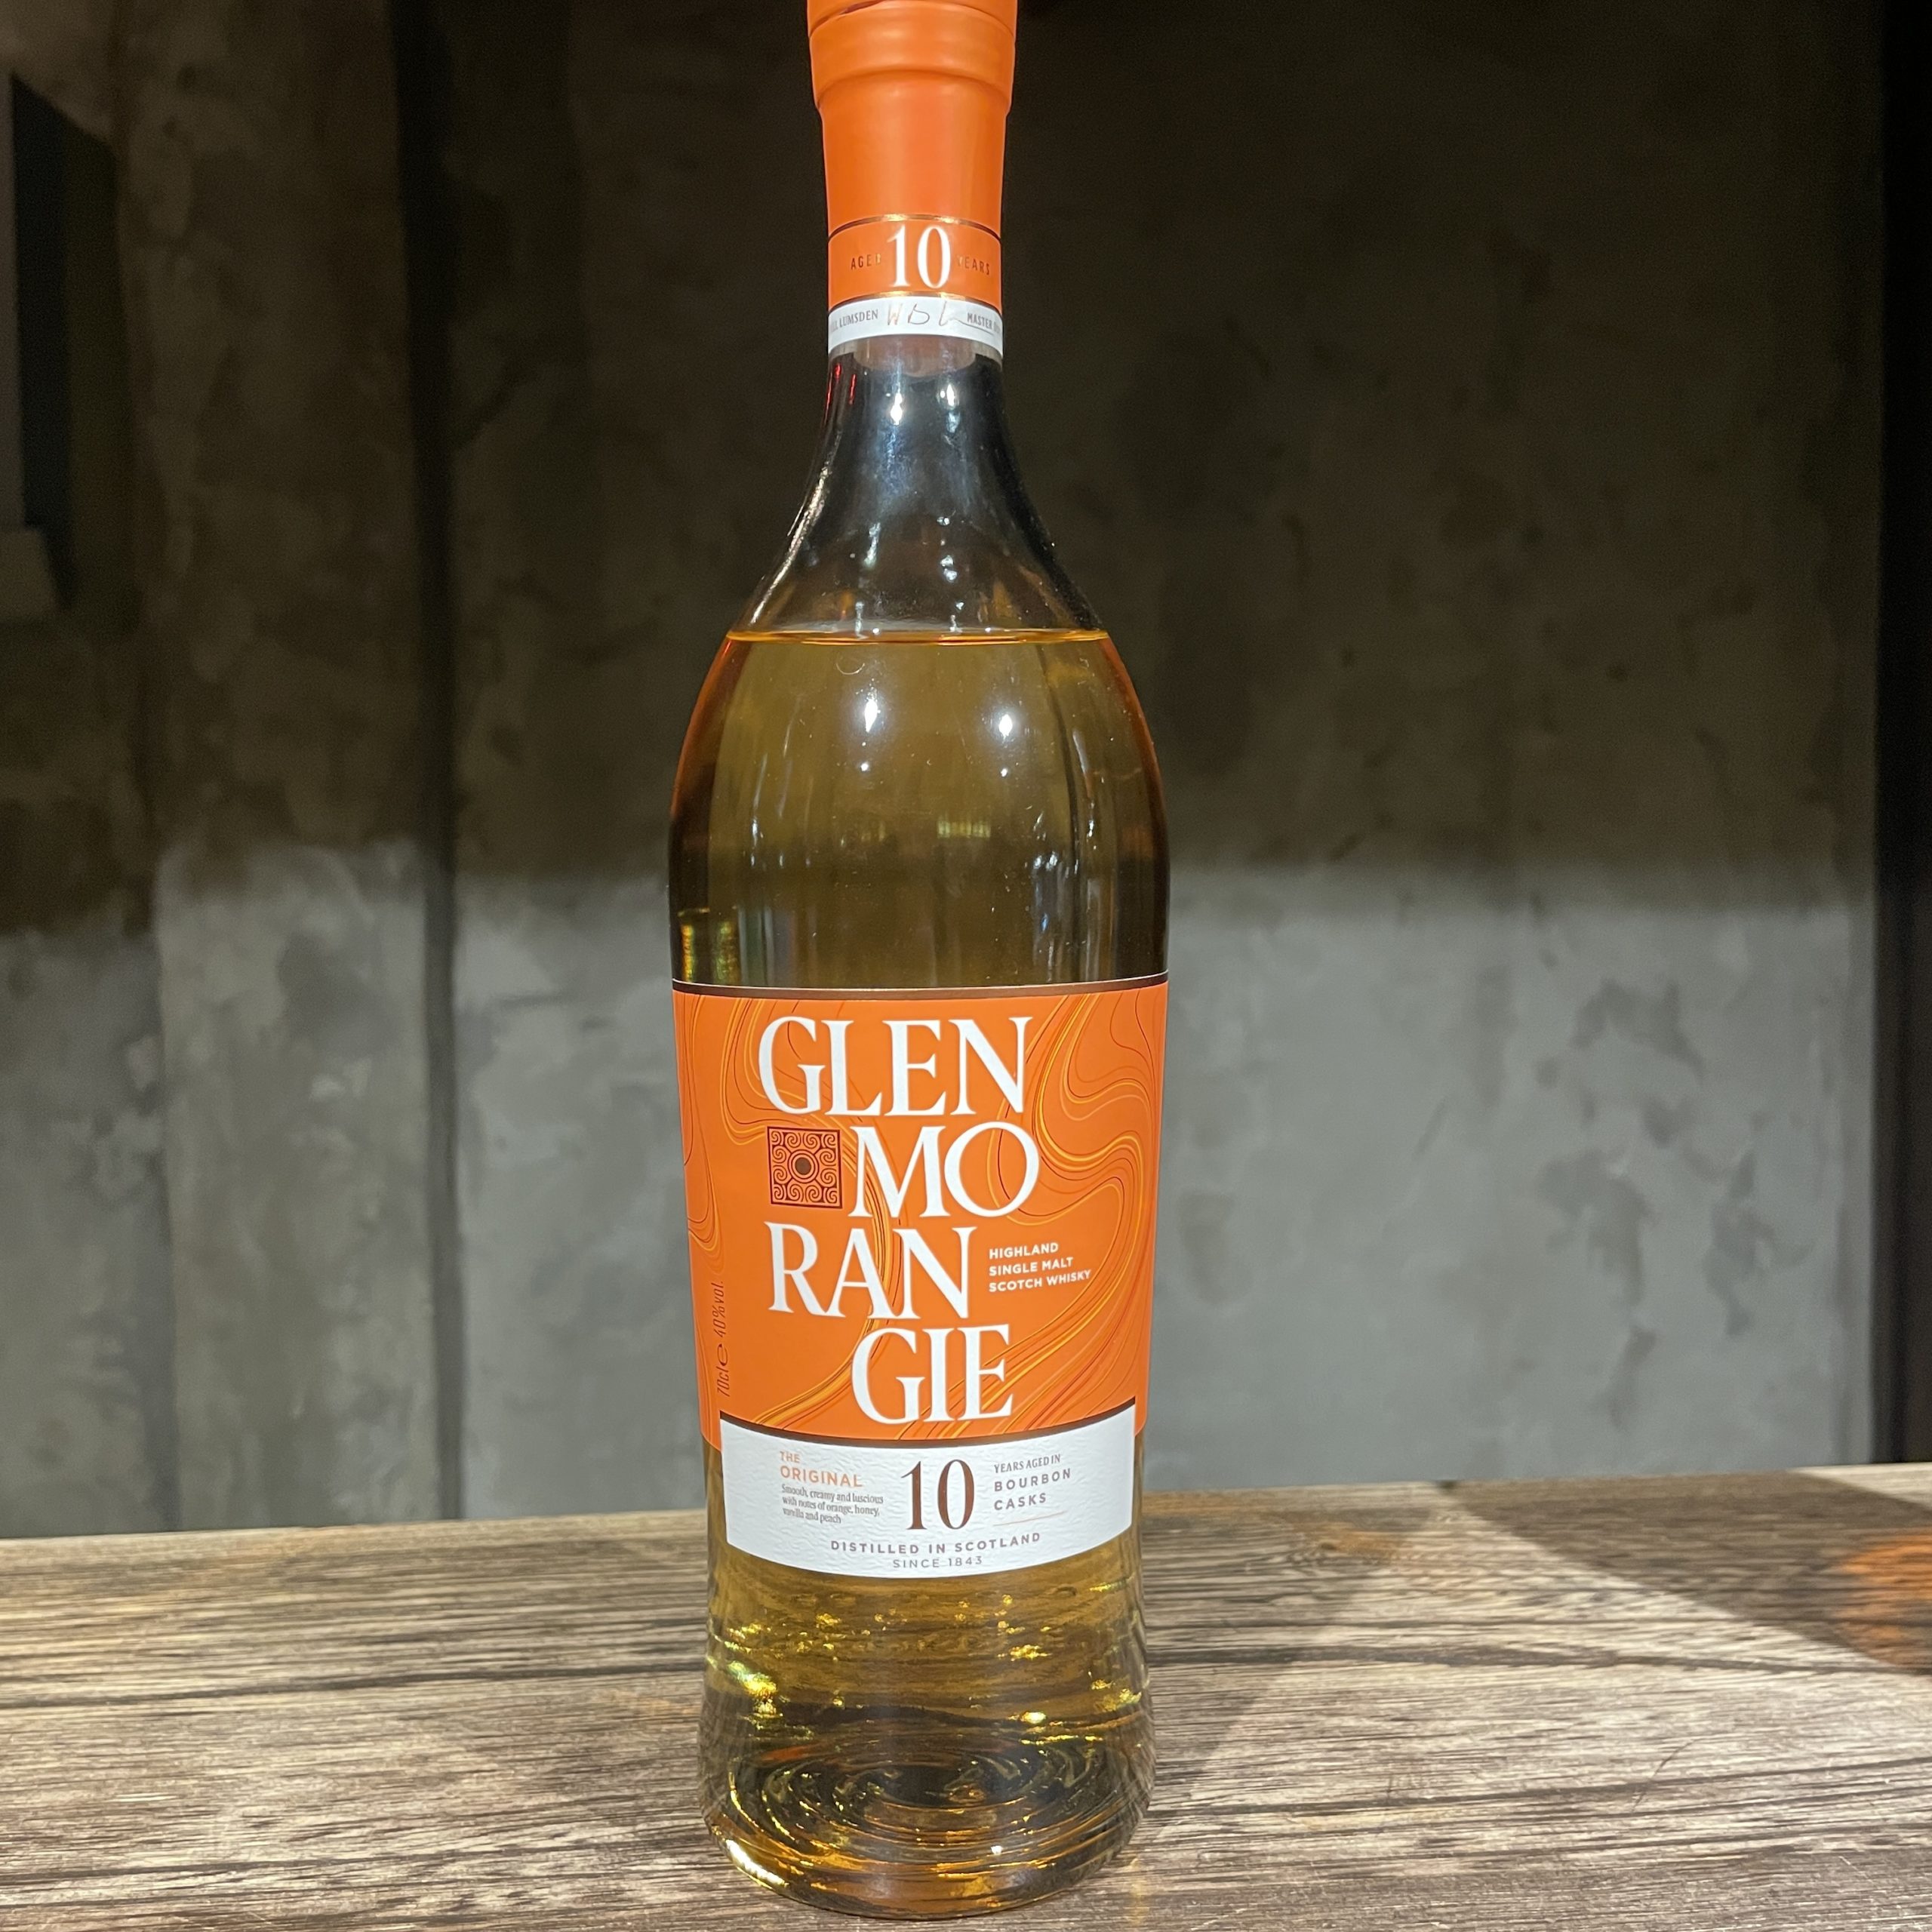 AGED 10 YEARS
LUMSDEN MASTER
GLEN
MO
RAN
GIE
HIGHLAND
SINGLE MALT
SCOTCH WHISKY
70cl e 40%vol.
THE
ORIGINAL
Smooth, creamy and luscious
with notes of orange, honey,
vanilla and peach
10
YEARS AGED IN
BOURBON
CASKS
DISTILLED IN SCOTLAND
SINCE 1843